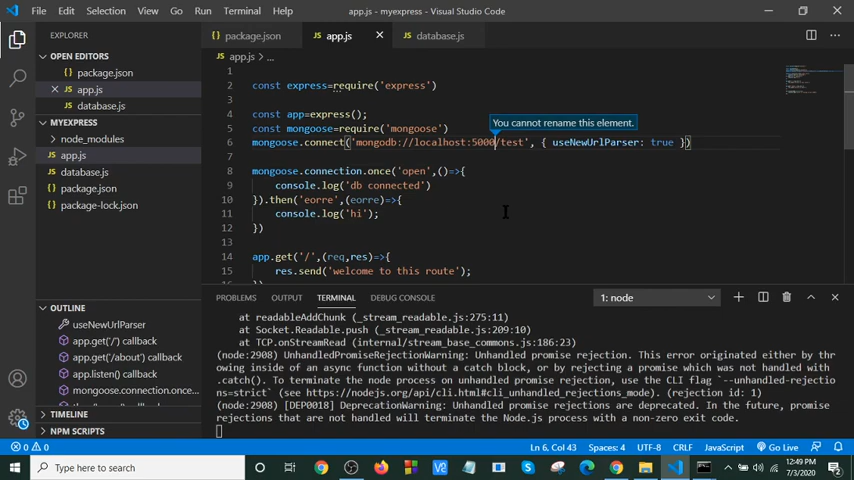 File Edit Selection View Go Run Terminal Help app.js - myexpress - Visual Studio Code
EXPLORER
OPEN EDITORS
package.json
app.js
database.js
MYEXPRESS
node_modules
app.js
database.js
package.json
package-lock.json
OUTLINE
useNewUrlParser
app.get('/') callback
app.get('/about') callback
app.listen() callback
mongoose.connection.once...
TIMELINE
NPM SCRIPTS
package.json app.js database.js
app.js > ...
1
2 const express=require('express')
3
4 const app=express();
5 const mongoose=require('mongoose')
You cannot rename this element.
6 mongoose.connect('mongodb://localhost:5000/test', { useNewUrlParser: true })
7
8 mongoose.connection.once('open',()=>{
9 console.log('db connected')
10 }).then('eorre',(eorre)=>{
11 console.log('hi');
12 })
13
14 app.get('/',(req,res)=>{
15 res.send('welcome to this route');
PROBLEMS OUTPUT TERMINAL DEBUG CONSOLE 1: node
at readableAddChunk (_stream_readable.js:275:11)
at Socket.Readable.push (_stream_readable.js:209:10)
at TCP.onStreamRead (internal/stream_base_commons.js:186:23)
(node:2908) UnhandledPromiseRejectionWarning: Unhandled promise rejection. This error originated either by thr
owing inside of an async function without a catch block, or by rejecting a promise which was not handled with
.catch(). To terminate the node process on unhandled promise rejection, use the CLI flag `--unhandled-rejectio
ns=strict` (see https://nodejs.org/api/cli.html#cli_unhandled_rejections_mode). (rejection id: 1)
(node:2908) [DEP0018] DeprecationWarning: Unhandled promise rejections are deprecated. In the future, promise
rejections that are not handled will terminate the Node.js process with a non-zero exit code.
0 0 Ln 6, Col 43 Spaces: 4 UTF-8 CRLF JavaScript Go Live
Type here to search
12:49 PM
7/3/2020
2